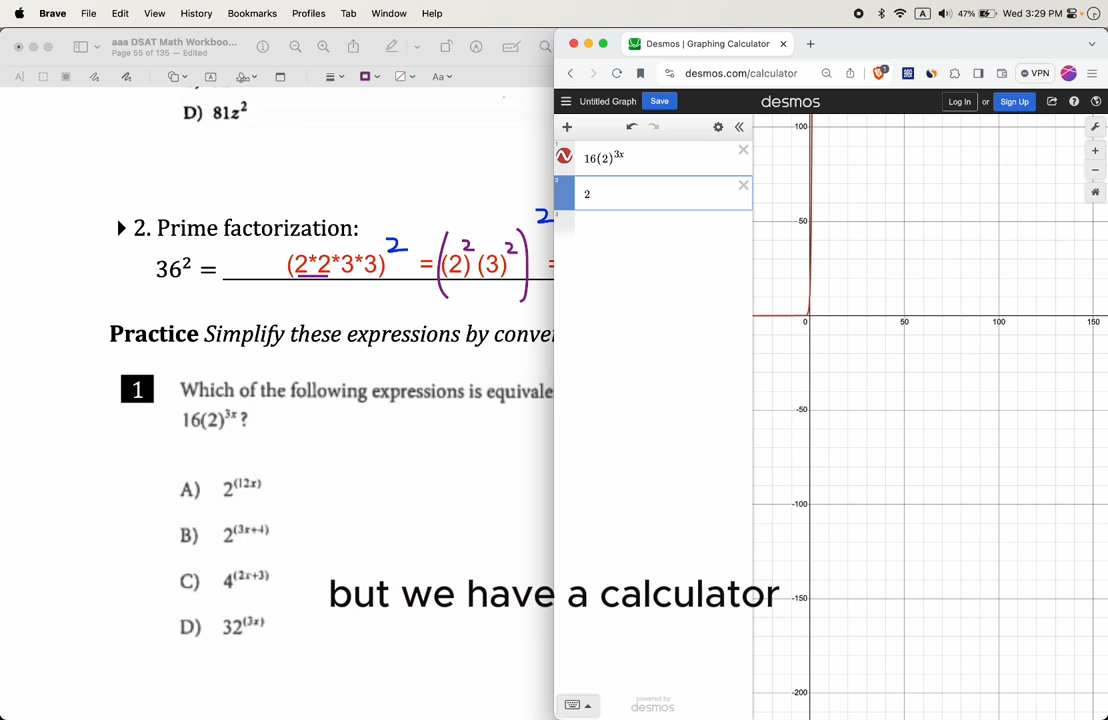 Brave File Edit View History Bookmarks Profiles Tab Window Help
A 47% Wed 3:29 PM
aaa DSAT Math Workboo...
Page 55 of 135 — Edited
Desmos | Graphing Calculator
desmos.com/calculator
1
VPN
Untitled Graph Save desmos Log In or Sign Up
D) 81z²
1
16(2)³ˣ
2
2
3
100
50
0
50
100
150
-50
-100
-150
-200
2. Prime factorization:
36² = (2*2*3*3)² = ((2)² (3)²)² =
Practice Simplify these expressions by conver
1 Which of the following expressions is equivale
16(2)³ˣ?
A) 2^(12x)
B) 2^(3x+4)
C) 4^(2x+3)
D) 32^(3x)
but we have a calculator
powered by
desmos